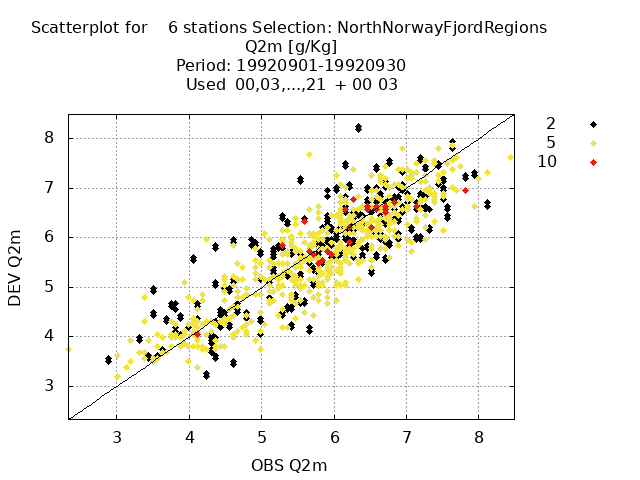 Scatterplot for 6 stations Selection: NorthNorwayFjordRegions
Q2m [g/Kg]
Period: 19920901-19920930
Used 00,03,...,21 + 00 03
2
5
10
8
7
6
5
4
3
DEV Q2m
3 4 5 6 7 8
OBS Q2m